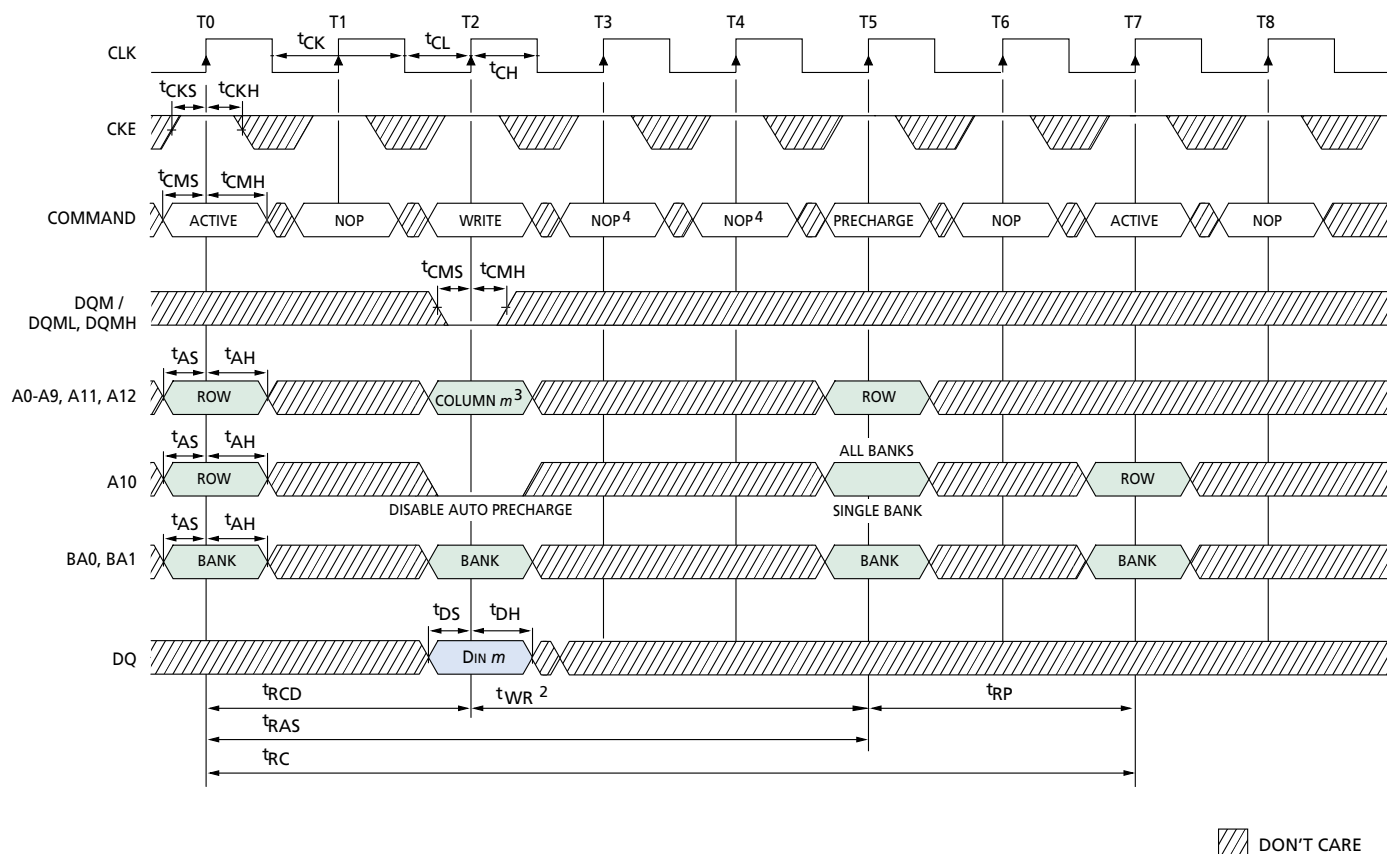 T0 T1 T2 T3 T4 T5 T6 T7 T8
CLK
tCK tCL
tCH
tCKS tCKH
CKE
tCMS tCMH
COMMAND ACTIVE NOP WRITE NOP4 NOP4 PRECHARGE NOP ACTIVE NOP
tCMS tCMH
DQM /
DQML, DQMH
tAS tAH
A0-A9, A11, A12 ROW COLUMN m3 ROW
tAS tAH
ALL BANKS
A10 ROW ROW
DISABLE AUTO PRECHARGE SINGLE BANK
tAS tAH
BA0, BA1 BANK BANK BANK BANK
tDS tDH
DQ DIN m
tRCD tWR 2 tRP
tRAS
tRC
DON'T CARE